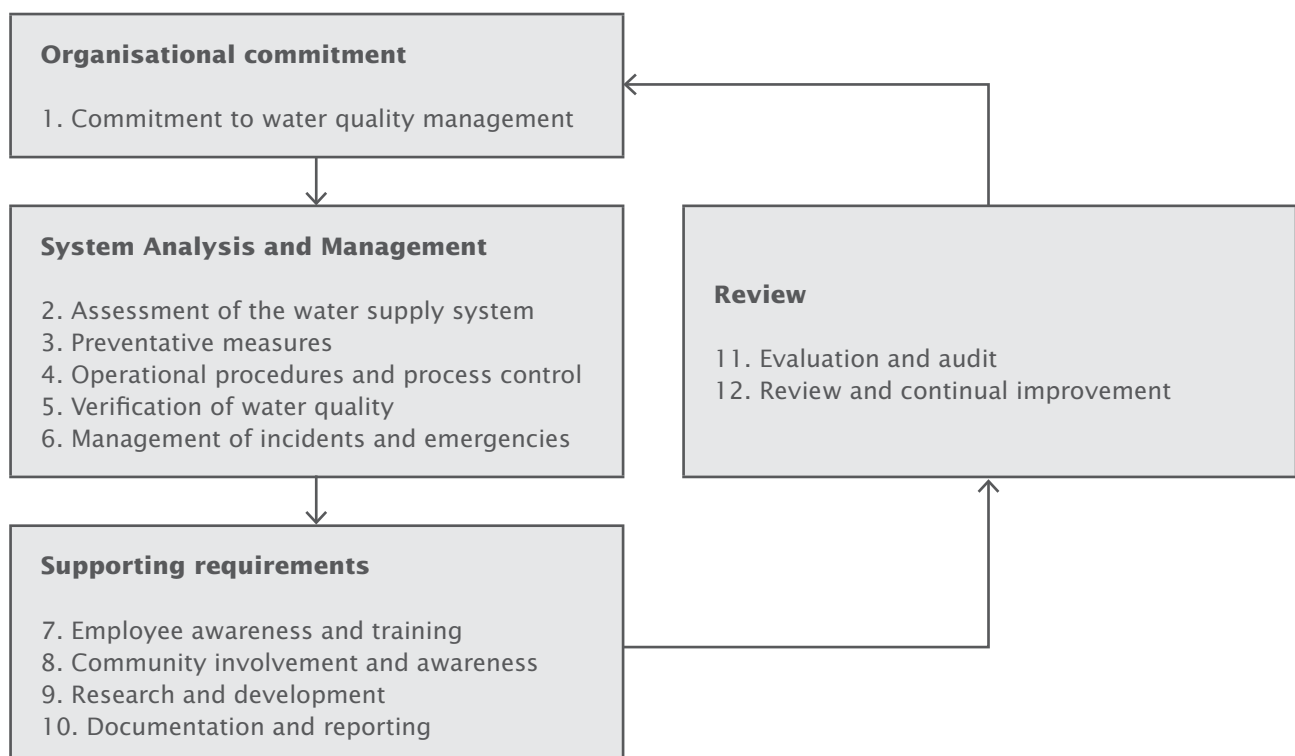 Organisational commitment
1. Commitment to water quality management
System Analysis and Management
2. Assessment of the water supply system
3. Preventative measures
4. Operational procedures and process control
5. Verification of water quality
6. Management of incidents and emergencies
Supporting requirements
7. Employee awareness and training
8. Community involvement and awareness
9. Research and development
10. Documentation and reporting
Review
11. Evaluation and audit
12. Review and continual improvement